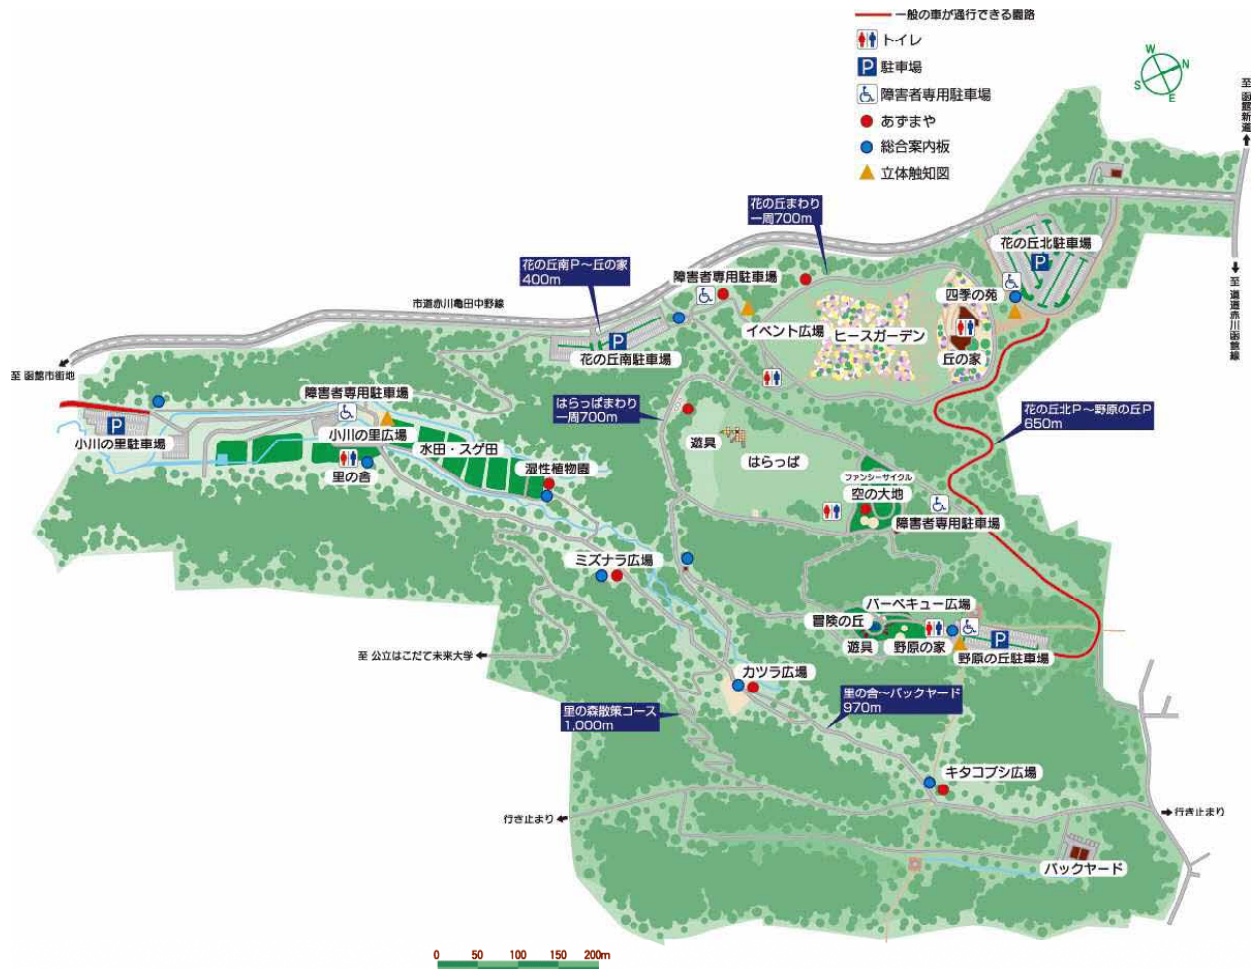 一般の車が通行できる園路
トイレ
P 駐車場
障害者専用駐車場
あずまや
総合案内板
立体触知図
W
N
S
E
至 函館新道
至 道道赤川函館線
花の丘まわり
一周700m
花の丘北駐車場
P
花の丘南P～丘の家
400m
障害者専用駐車場
四季の苑
市道赤川亀田中野線
イベント広場
ヒースガーデン
丘の家
P
花の丘南駐車場
至 函館市街地
障害者専用駐車場
はらっぱまわり
一周700m
花の丘北P～野原の丘P
650m
P
小川の里駐車場
小川の里広場
水田・スゲ田
遊具
はらっぱ
里の舎
湿性植物園
ファンシーサイクル
空の大地
障害者専用駐車場
ミズナラ広場
バーベキュー広場
冒険の丘
P
遊具
野原の家
野原の丘駐車場
至 公立はこだて未来大学
カツラ広場
里の舎～バックヤード
970m
里の森散策コース
1,000m
キタコブシ広場
行き止まり
行き止まり
バックヤード
0 50 100 150 200m